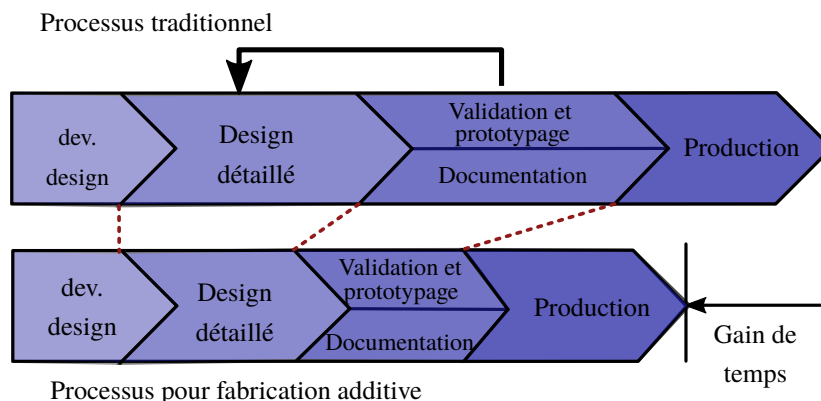 Processus traditionnel
dev.
design
Design
détaillé
Validation et
prototypage
Documentation
Production
dev.
design
Design
détaillé
Validation et
prototypage
Documentation
Production
Gain de
temps
Processus pour fabrication additive